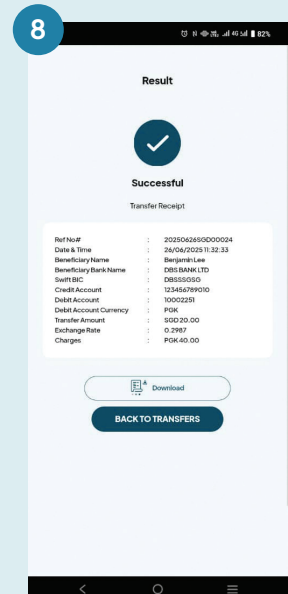 8
82%
Result
Successful
Transfer Receipt
Ref No# : 20250626SGD00024
Date & Time : 26/06/2025 11:32:33
Beneficiary Name : Benjamin Lee
Beneficiary Bank Name : DBS BANK LTD
Swift BIC : DBSSSGSG
Credit Account : 123456789010
Debit Account : 10002251
Debit Account Currency : PGK
Transfer Amount : SGD 20.00
Exchange Rate : 0.2987
Charges : PGK 40.00
Download
BACK TO TRANSFERS